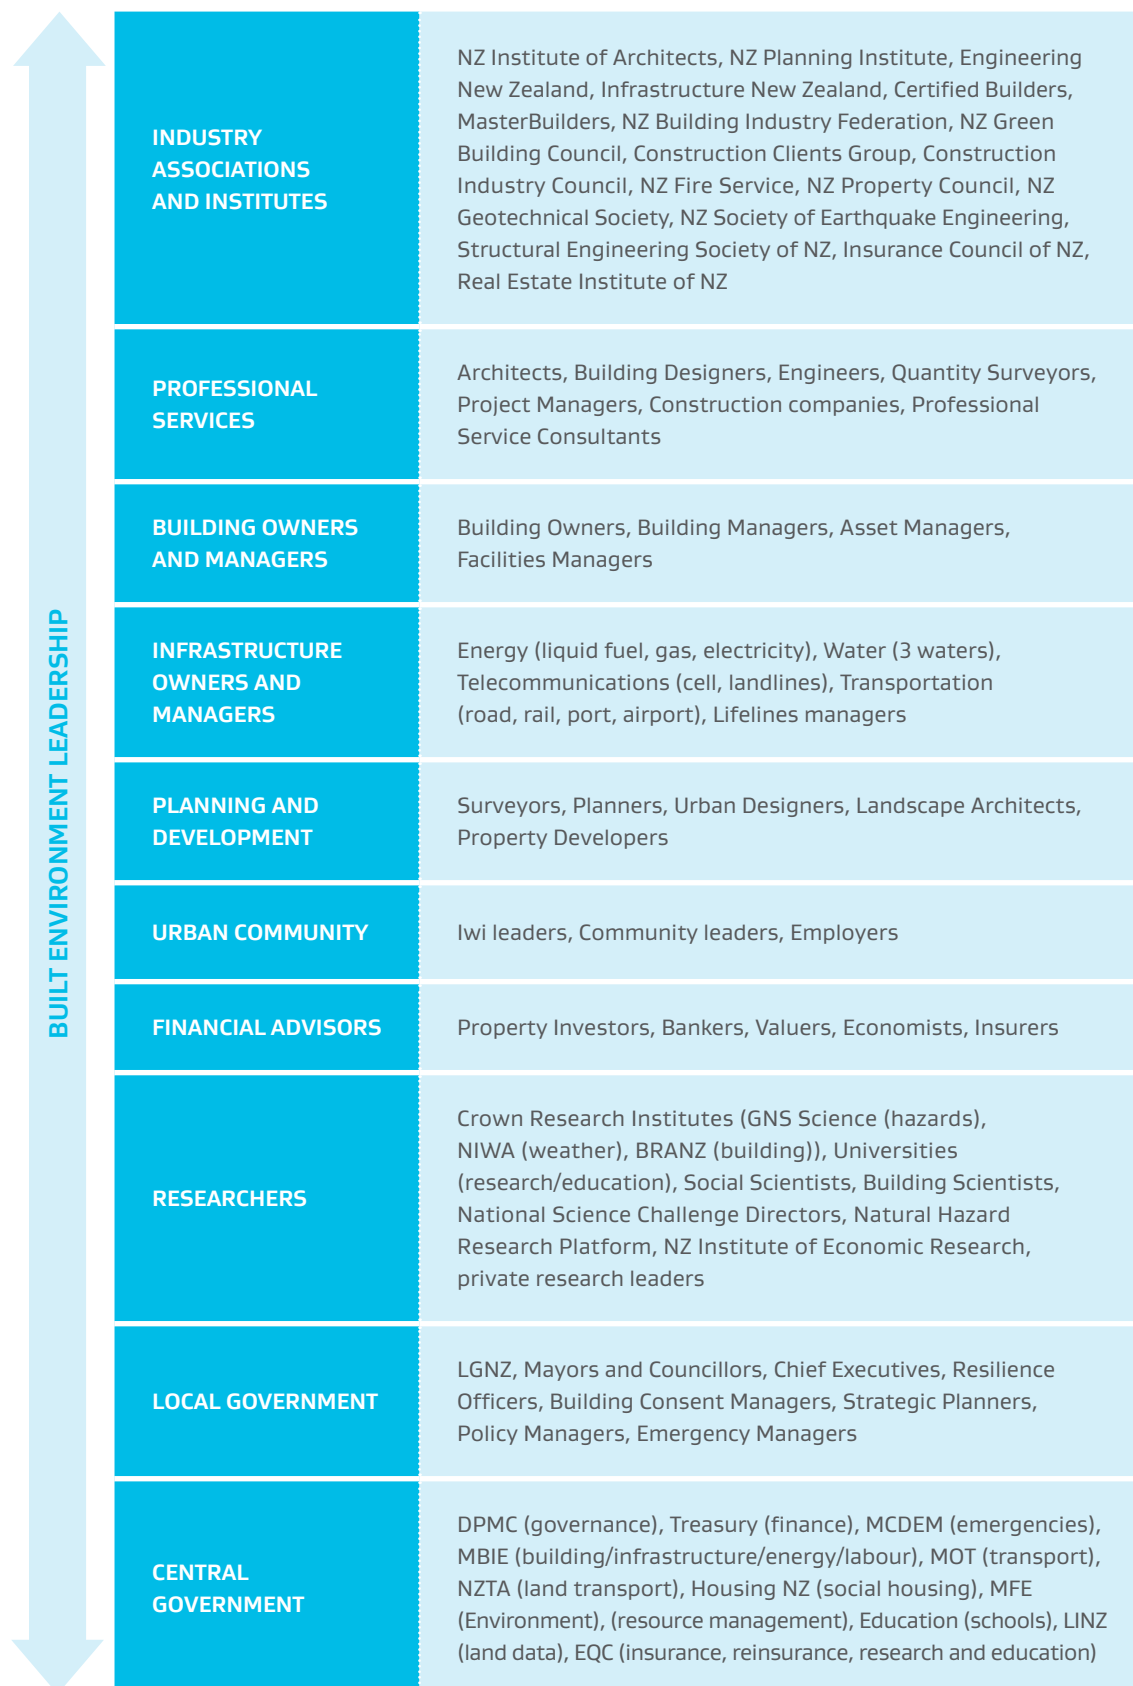 BUILT ENVIRONMENT LEADERSHIP
INDUSTRY
ASSOCIATIONS
AND INSTITUTES
NZ Institute of Architects, NZ Planning Institute, Engineering
New Zealand, Infrastructure New Zealand, Certified Builders,
MasterBuilders, NZ Building Industry Federation, NZ Green
Building Council, Construction Clients Group, Construction
Industry Council, NZ Fire Service, NZ Property Council, NZ
Geotechnical Society, NZ Society of Earthquake Engineering,
Structural Engineering Society of NZ, Insurance Council of NZ,
Real Estate Institute of NZ
PROFESSIONAL
SERVICES
Architects, Building Designers, Engineers, Quantity Surveyors,
Project Managers, Construction companies, Professional
Service Consultants
BUILDING OWNERS
AND MANAGERS
Building Owners, Building Managers, Asset Managers,
Facilities Managers
INFRASTRUCTURE
OWNERS AND
MANAGERS
Energy (liquid fuel, gas, electricity), Water (3 waters),
Telecommunications (cell, landlines), Transportation
(road, rail, port, airport), Lifelines managers
PLANNING AND
DEVELOPMENT
Surveyors, Planners, Urban Designers, Landscape Architects,
Property Developers
URBAN COMMUNITY
Iwi leaders, Community leaders, Employers
FINANCIAL ADVISORS
Property Investors, Bankers, Valuers, Economists, Insurers
RESEARCHERS
Crown Research Institutes (GNS Science (hazards),
NIWA (weather), BRANZ (building)), Universities
(research/education), Social Scientists, Building Scientists,
National Science Challenge Directors, Natural Hazard
Research Platform, NZ Institute of Economic Research,
private research leaders
LOCAL GOVERNMENT
LGNZ, Mayors and Councillors, Chief Executives, Resilience
Officers, Building Consent Managers, Strategic Planners,
Policy Managers, Emergency Managers
CENTRAL
GOVERNMENT
DPMC (governance), Treasury (finance), MCDEM (emergencies),
MBIE (building/infrastructure/energy/labour), MOT (transport),
NZTA (land transport), Housing NZ (social housing), MFE
(Environment), (resource management), Education (schools), LINZ
(land data), EQC (insurance, reinsurance, research and education)